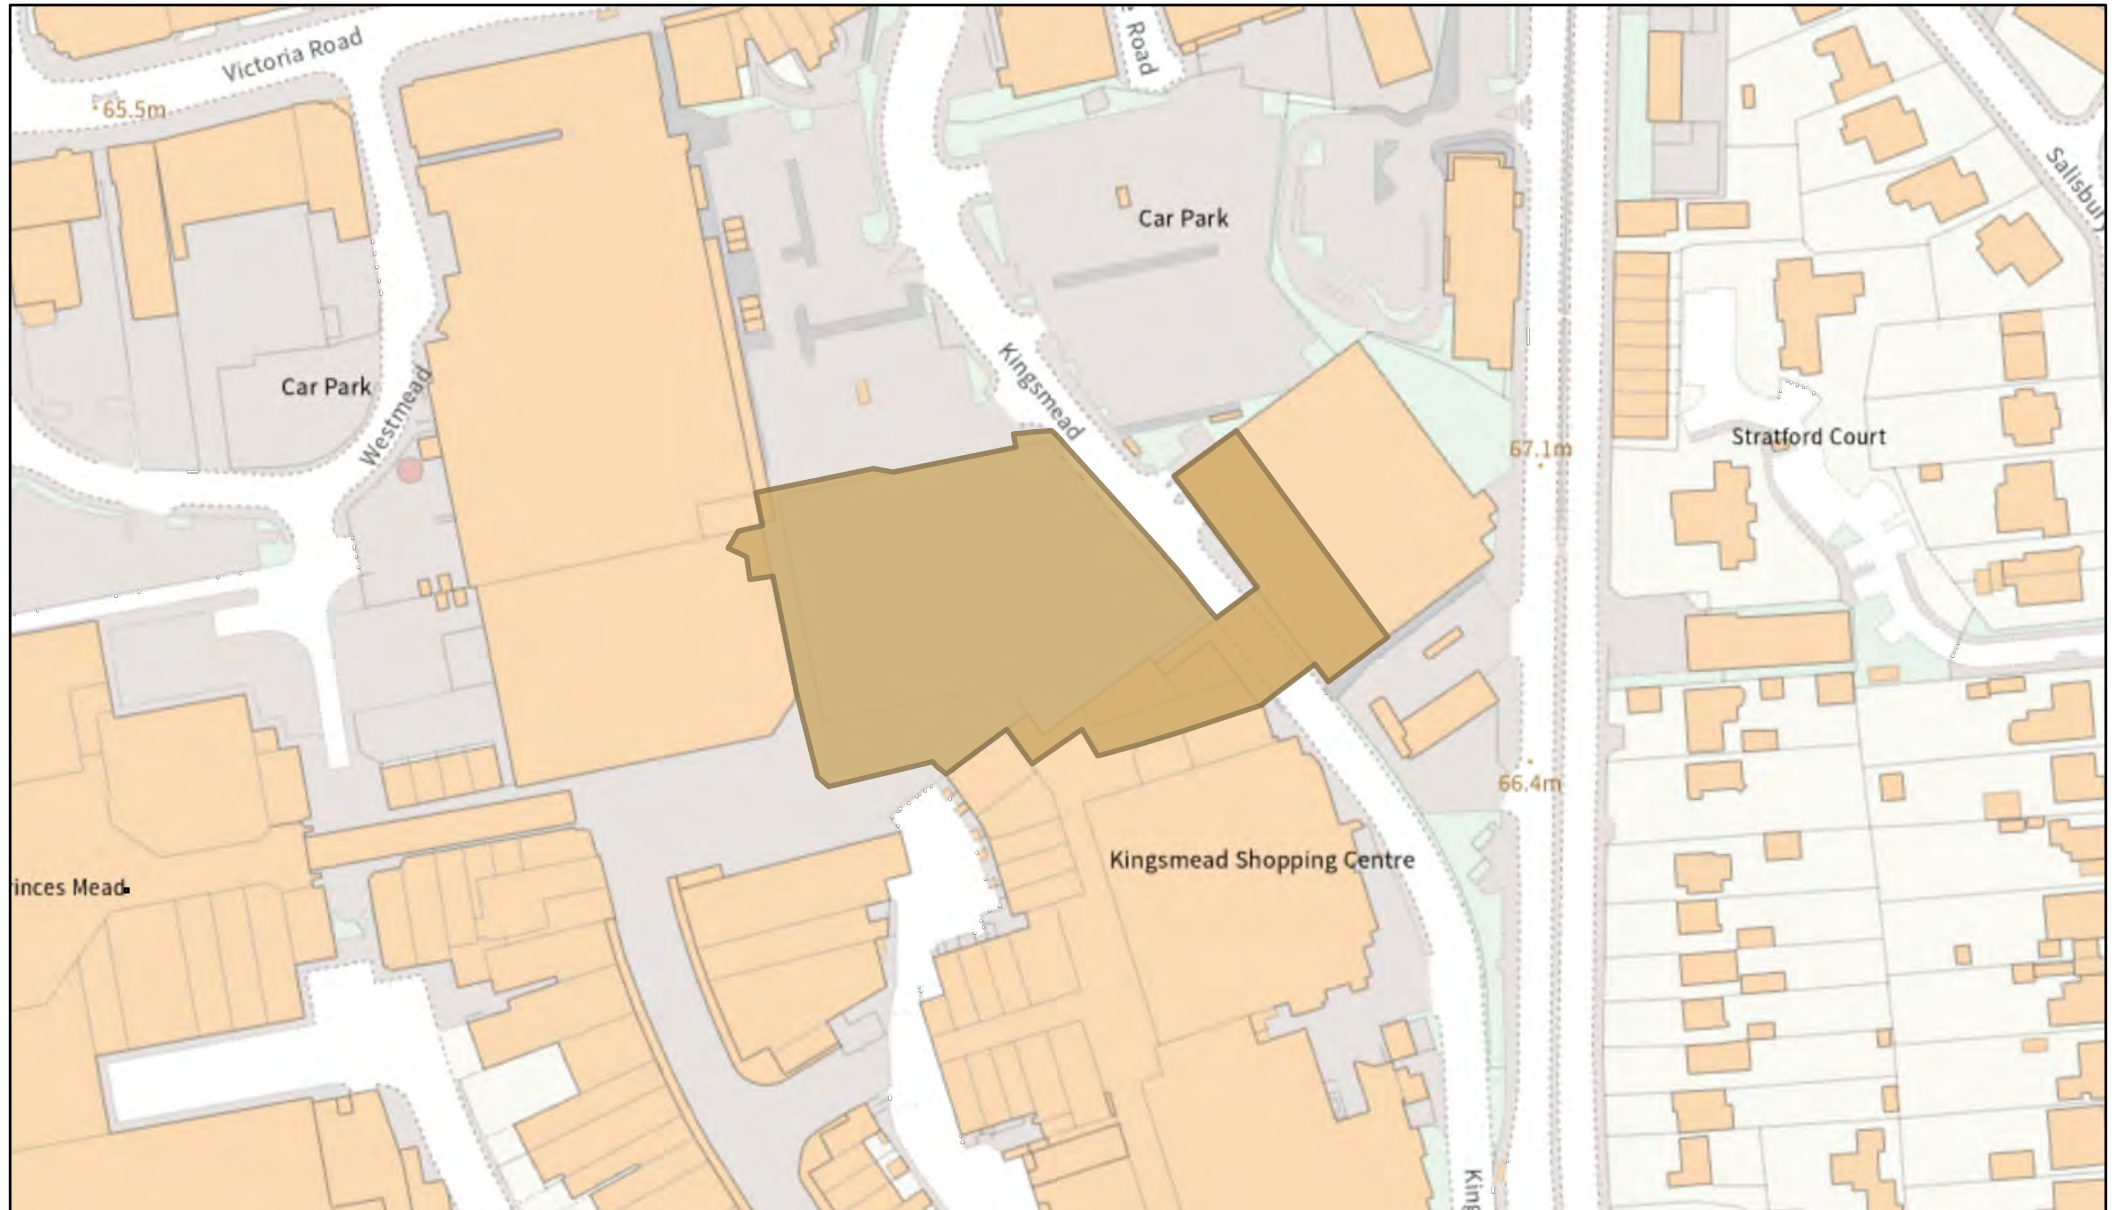 Victoria Road
Road
65.5m
Salisbur
Car Park
Kingsmead
Car Park
Westmead
Stratford Court
67.1m
66.4m
Kingsmead Shopping Centre
rinces Mead
King